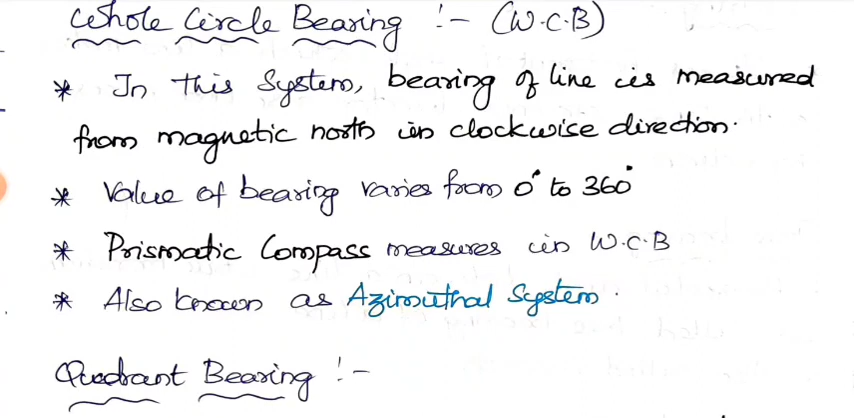 Whole Circle Bearing :- (W.C.B)
* In this System, bearing of line is measured
from magnetic north in clockwise direction.
* Value of bearing varies from 0° to 360°
* Prismatic Compass measures in W.C.B
* Also known as Azimuthal System.
Quadrant Bearing :-